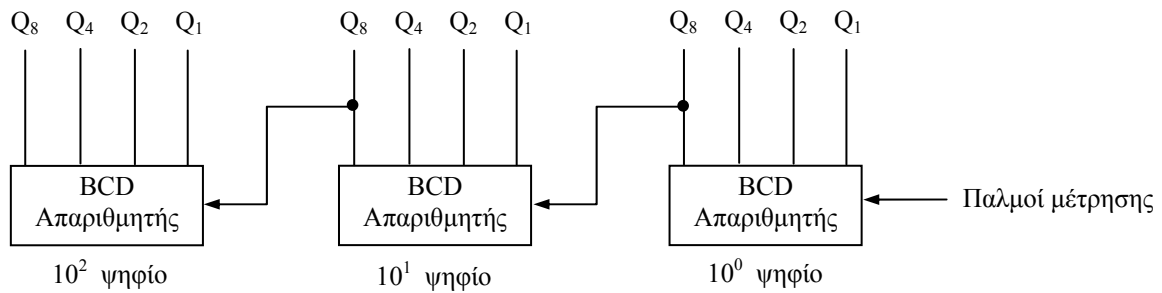 Q₈ Q₄ Q₂ Q₁ Q₈ Q₄ Q₂ Q₁ Q₈ Q₄ Q₂ Q₁
BCD
Απαριθμητής
BCD
Απαριθμητής
BCD
Απαριθμητής
Παλμοί μέτρησης
10² ψηφίο
10¹ ψηφίο
10⁰ ψηφίο